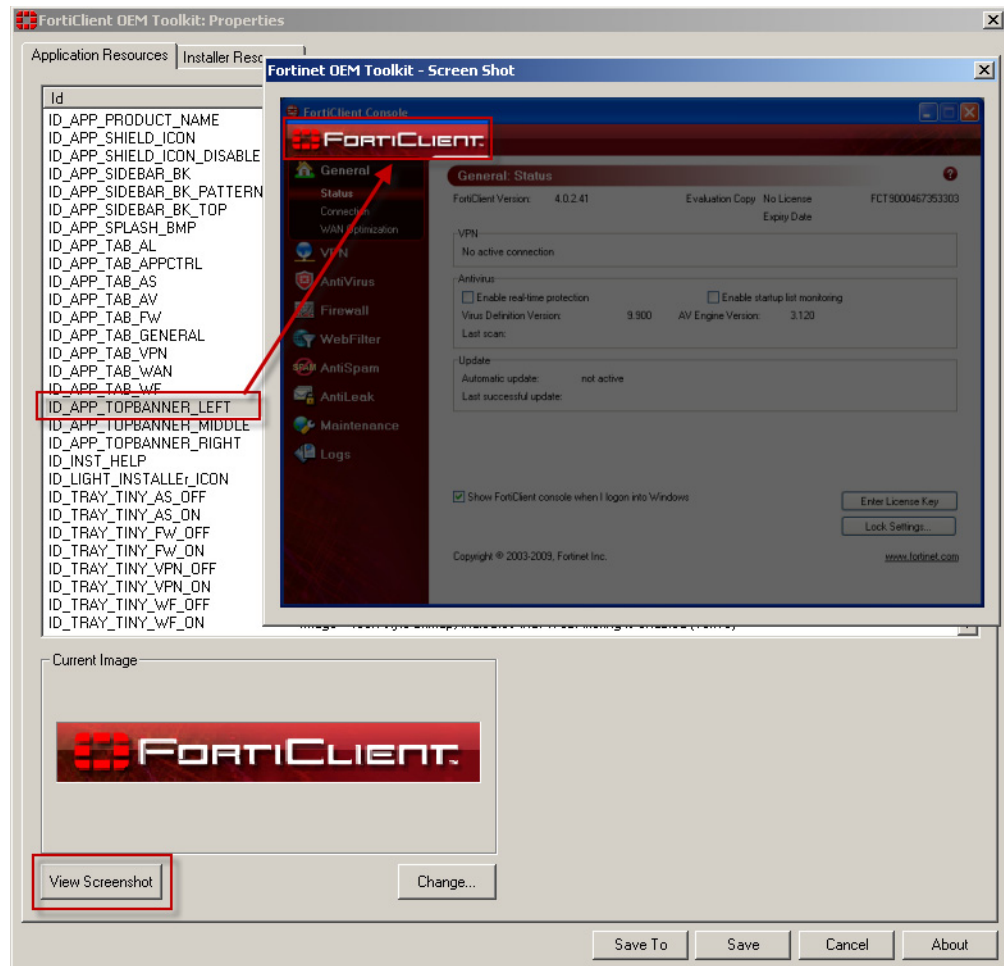 FortiClient OEM Toolkit: Properties
Application Resources
Installer Reso
Id
ID_APP_PRODUCT_NAME
ID_APP_SHIELD_ICON
ID_APP_SHIELD_ICON_DISABLE
ID_APP_SIDEBAR_BK
ID_APP_SIDEBAR_BK_PATTERN
ID_APP_SIDEBAR_BK_TOP
ID_APP_SPLASH_BMP
ID_APP_TAB_AL
ID_APP_TAB_APPCTRL
ID_APP_TAB_AS
ID_APP_TAB_AV
ID_APP_TAB_FW
ID_APP_TAB_GENERAL
ID_APP_TAB_VPN
ID_APP_TAB_WAN
ID_APP_TAB_WF
ID_APP_TOPBANNER_LEFT
ID_APP_TOPBANNER_MIDDLE
ID_APP_TOPBANNER_RIGHT
ID_INST_HELP
ID_LIGHT_INSTALLEr_ICON
ID_TRAY_TINY_AS_OFF
ID_TRAY_TINY_AS_ON
ID_TRAY_TINY_FW_OFF
ID_TRAY_TINY_FW_ON
ID_TRAY_TINY_VPN_OFF
ID_TRAY_TINY_VPN_ON
ID_TRAY_TINY_WF_OFF
ID_TRAY_TINY_WF_ON
Fortinet OEM Toolkit - Screen Shot
FortiClient Console
FORTICLIENT
General
Status
Connection
WAN Optimization
VPN
AntiVirus
Firewall
WebFilter
AntiSpam
AntiLeak
Maintenance
Logs
General: Status
FortiClient Version: 4.0.2.41 Evaluation Copy No License FCT9000467353303
Expiry Date
VPN
No active connection
Antivirus
Enable real-time protection Enable startup list monitoring
Virus Definition Version: 9.900 AV Engine Version: 3.120
Last scan:
Update
Automatic update: not active
Last successful update:
Show FortiClient console when I logon into Windows
Enter License Key
Lock Settings...
Copyright © 2003-2009, Fortinet Inc. www.fortinet.com
Current Image
FORTICLIENT
View Screenshot
Change...
Save To Save Cancel About